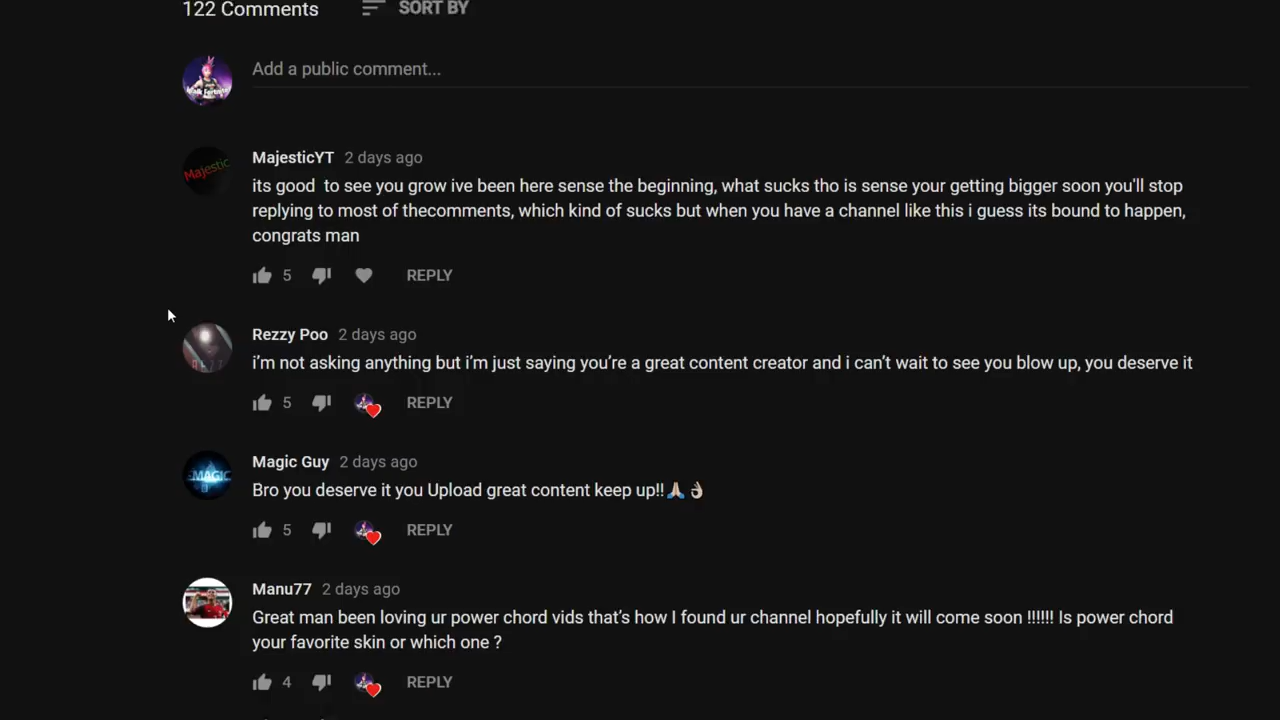 122 Comments
SORT BY
Add a public comment...
MajesticYT 2 days ago
its good  to see you grow ive been here sense the beginning, what sucks tho is sense your getting bigger soon you'll stop
replying to most of thecomments, which kind of sucks but when you have a channel like this i guess its bound to happen,
congrats man
5 REPLY
Rezzy Poo 2 days ago
i’m not asking anything but i’m just saying you’re a great content creator and i can’t wait to see you blow up, you deserve it
5 REPLY
Magic Guy 2 days ago
Bro you deserve it you Upload great content keep up!!🙏🏼👌🏼
5 REPLY
Manu77 2 days ago
Great man been loving ur power chord vids that’s how I found ur channel hopefully it will come soon !!!!!! Is power chord
your favorite skin or which one ?
4 REPLY
Majestic
MAGIC